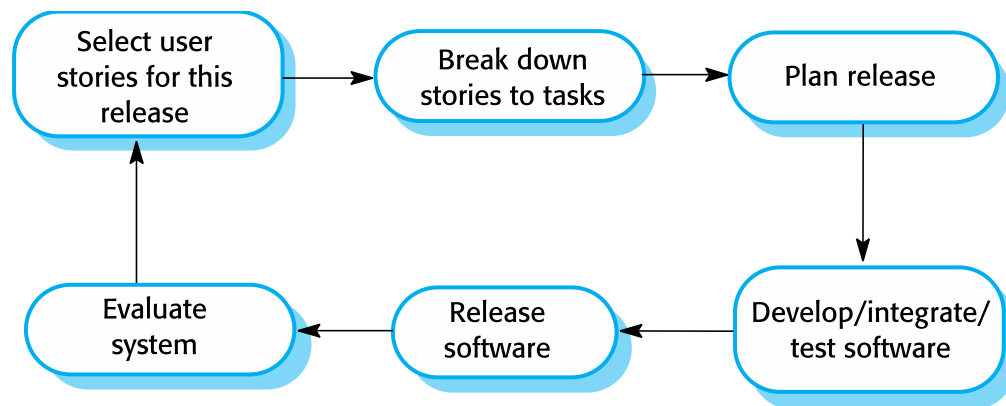 Select user
stories for this
release
Break down
stories to tasks
Plan release
Evaluate
system
Release
software
Develop/integrate/
test software